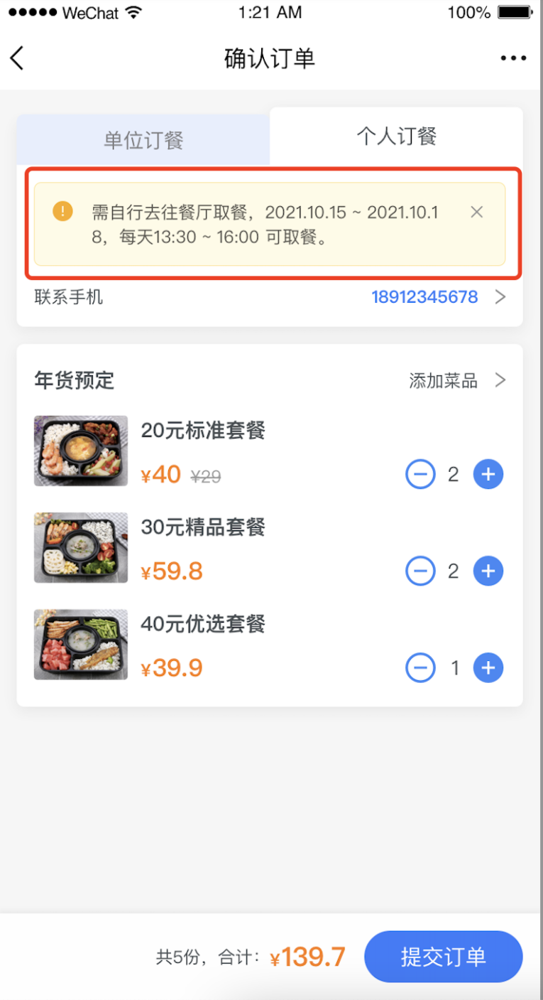 WeChat 1:21 AM 100%
确认订单
单位订餐 个人订餐
需自行去往餐厅取餐，2021.10.15 ~ 2021.10.1
8，每天13:30 ~ 16:00 可取餐。
联系手机 18912345678
年货预定 添加菜品
20元标准套餐
¥40 ¥29 2
30元精品套餐
¥59.8 2
40元优选套餐
¥39.9 1
共5份，合计：¥139.7 提交订单